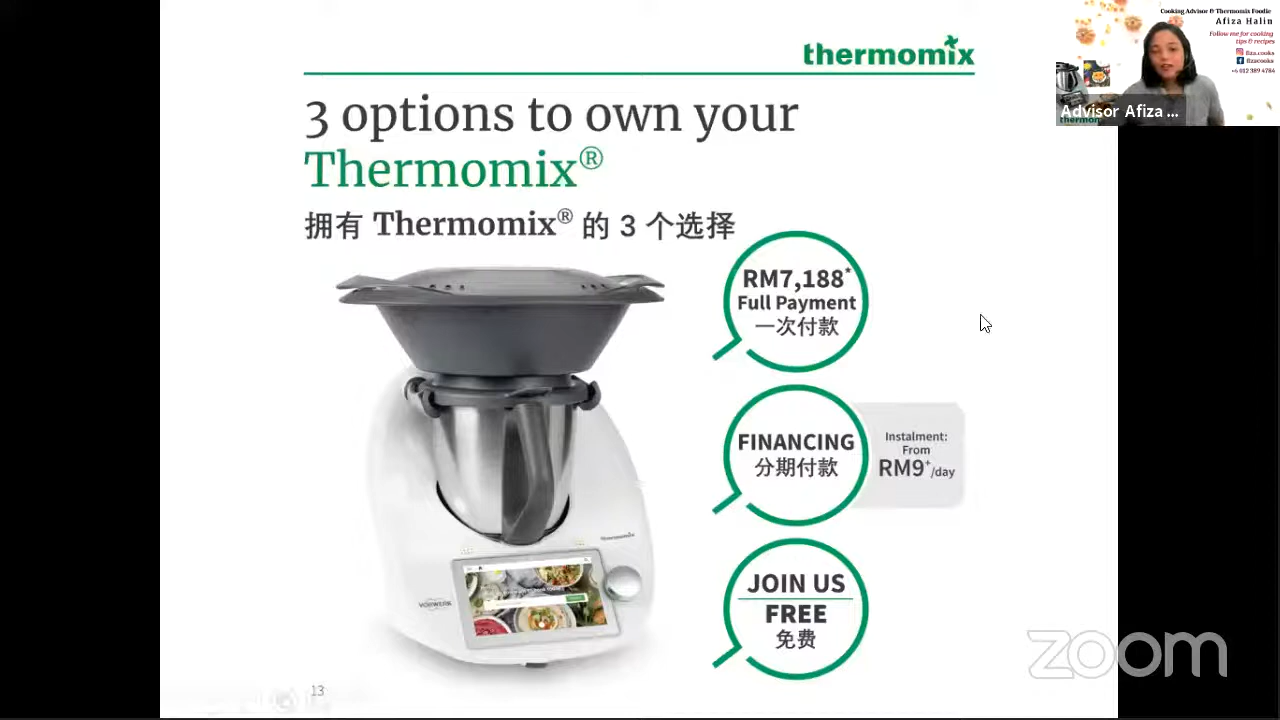 thermomix
3 options to own your
Thermomix®
拥有 Thermomix® 的 3 个选择
RM7,188*
Full Payment
一次付款
FINANCING
分期付款
Instalment:
From
RM9+/day
JOIN US
FREE
免费
thermomix
VORWERK
13
Cooking Advisor & Thermomix Foodie
Afiza Halin
Follow me for cooking
tips & recipes
fiza.cooks
fizacooks
+6 012 389 4784
Advisor Afiza ...
zoom